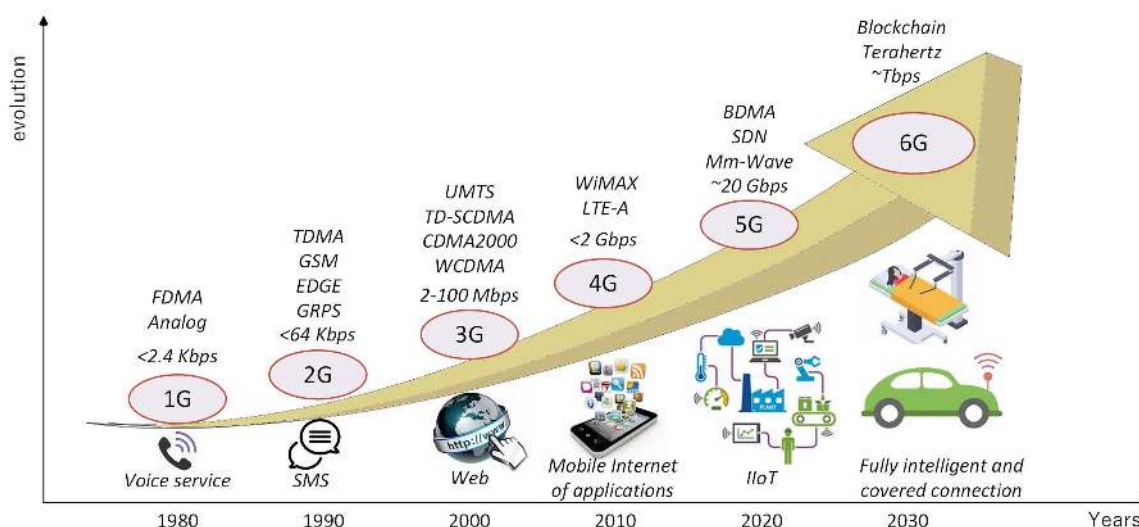 evolution
FDMA
Analog
<2.4 Kbps
1G
Voice service
TDMA
GSM
EDGE
GRPS
<64 Kbps
2G
SMS
UMTS
TD-SCDMA
CDMA2000
WCDMA
2-100 Mbps
3G
http://www
Web
WiMAX
LTE-A
<2 Gbps
4G
Mobile Internet
of applications
BDMA
SDN
Mm-Wave
~20 Gbps
5G
PLANT
IIoT
Blockchain
Terahertz
~Tbps
6G
Fully intelligent and
covered connection
1980
1990
2000
2010
2020
2030
Years